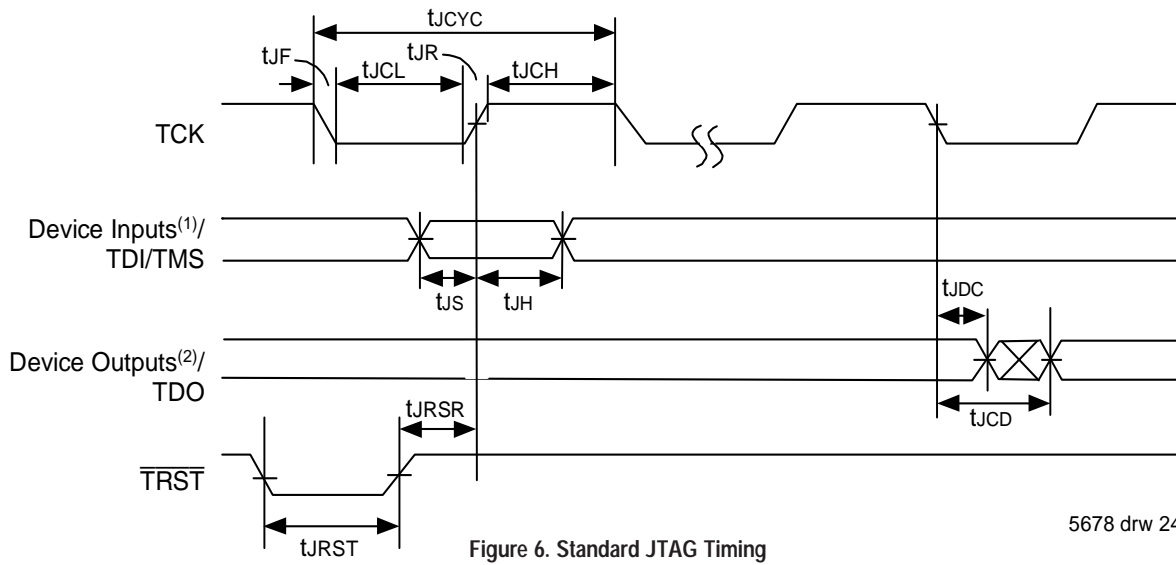 tJCYC
tJF
tJCL
tJR
tJCH
TCK
Device Inputs(1)/
TDI/TMS
tJS
tJH
tJDC
Device Outputs(2)/
TDO
tJCD
tJRSR
TRST
tJRST
5678 drw 24
Figure 6. Standard JTAG Timing